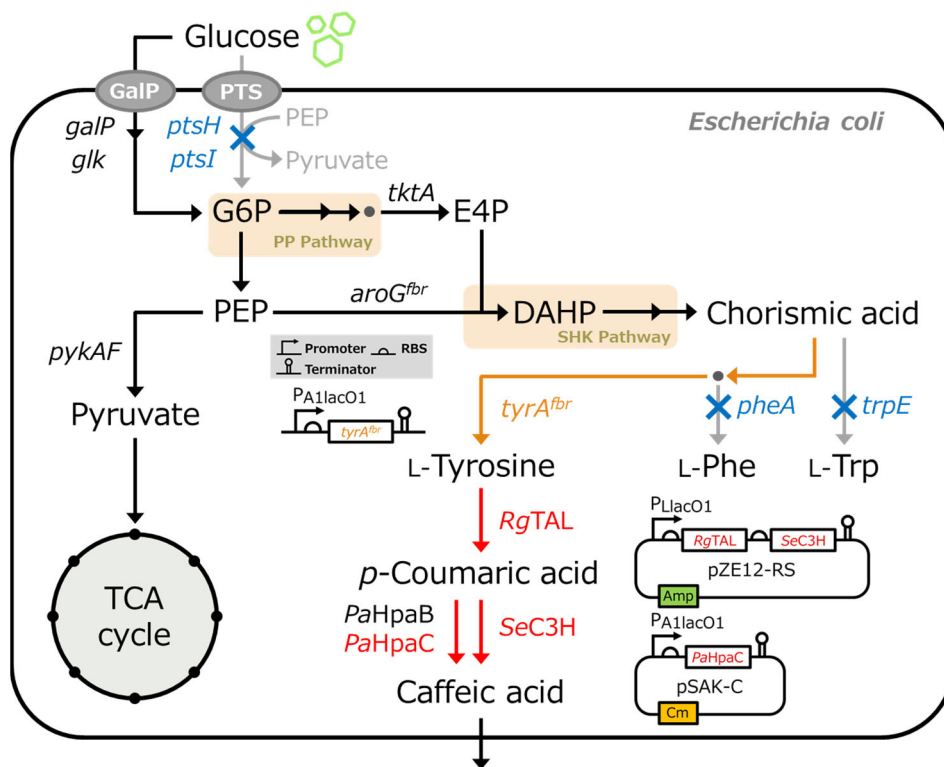 Glucose
GalP
PTS
galP
glk
ptsH
ptsI
PEP
Pyruvate
Escherichia coli
G6P
tktA
E4P
PP Pathway
PEP
aroGfbr
DAHP
SHK Pathway
Chorismic acid
pykAF
Promoter
RBS
Terminator
PA1lacO1
tyrAfbr
Pyruvate
tyrAfbr
pheA
trpE
L-Tyrosine
L-Phe
L-Trp
RgTAL
PLlacO1
RgTAL
SeC3H
pZE12-RS
Amp
p-Coumaric acid
PaHpaB
PaHpaC
SeC3H
PA1lacO1
PaHpaC
pSAK-C
Cm
TCA
cycle
Caffeic acid